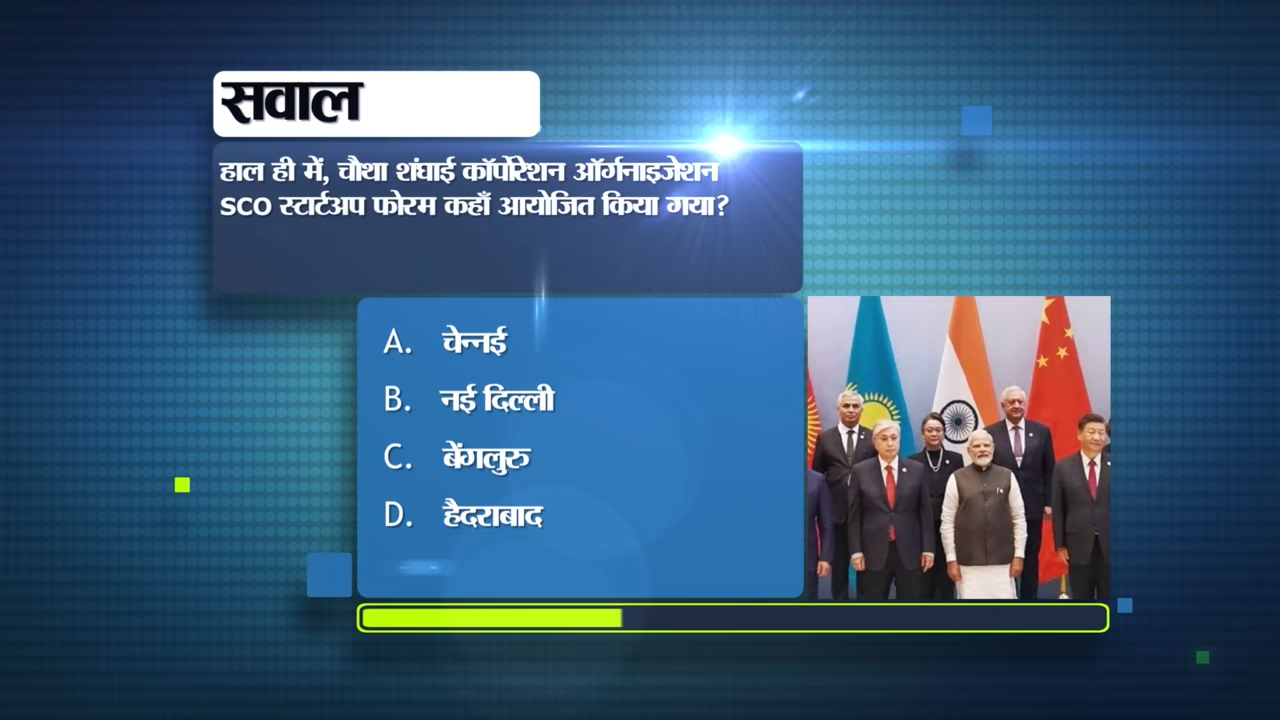 सवाल
हाल ही में, चौथा शंघाई कॉर्पोरेशन ऑर्गनाइजेशन
SCO स्टार्टअप फोरम कहाँ आयोजित किया गया?
A. चेन्नई
B. नई दिल्ली
C. बेंगलुरु
D. हैदराबाद